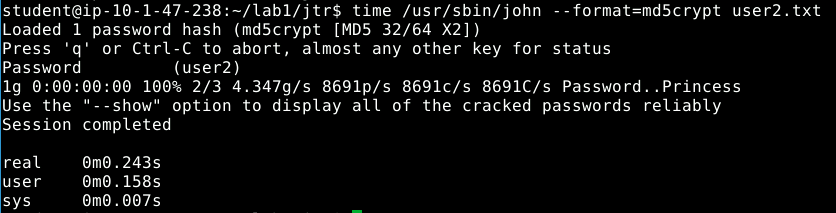 student@ip-10-1-47-238:~/lab1/jtr$ time /usr/sbin/john --format=md5crypt user2.txt
Loaded 1 password hash (md5crypt [MD5 32/64 X2])
Press 'q' or Ctrl-C to abort, almost any other key for status
Password         (user2)
1g 0:00:00:00 100% 2/3 4.347g/s 8691p/s 8691c/s 8691C/s Password..Princess
Use the "--show" option to display all of the cracked passwords reliably
Session completed
real    0m0.243s
user    0m0.158s
sys     0m0.007s